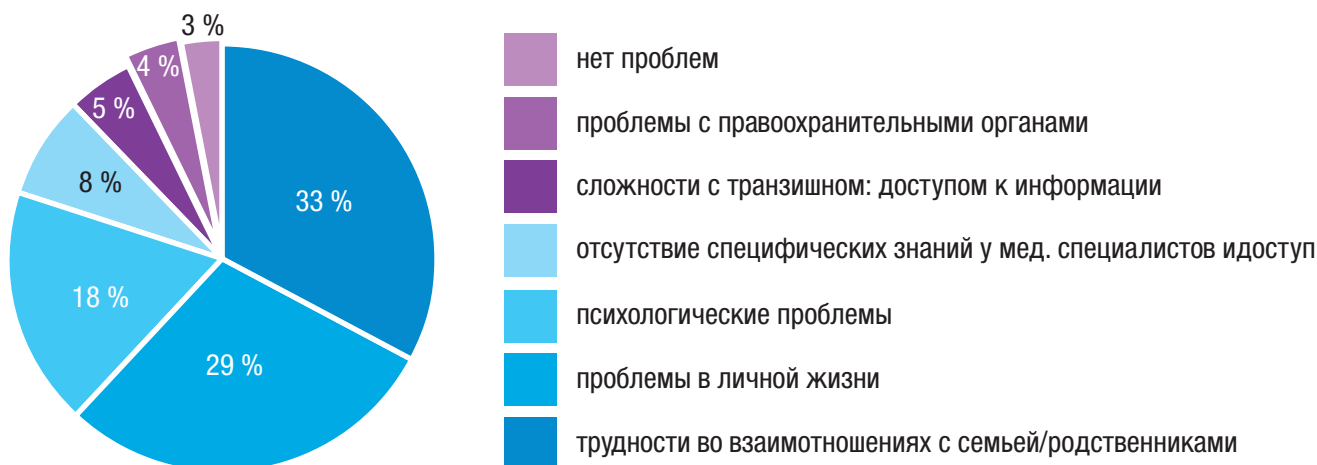 3 %
4 %
5 %
8 %
33 %
18 %
29 %
нет проблем
проблемы с правоохранительными органами
сложности с транзишном: доступом к информации
отсутствие специфических знаний у мед. специалистов идоступ
психологические проблемы
проблемы в личной жизни
трудности во взаимотношениях с семьей/родственниками